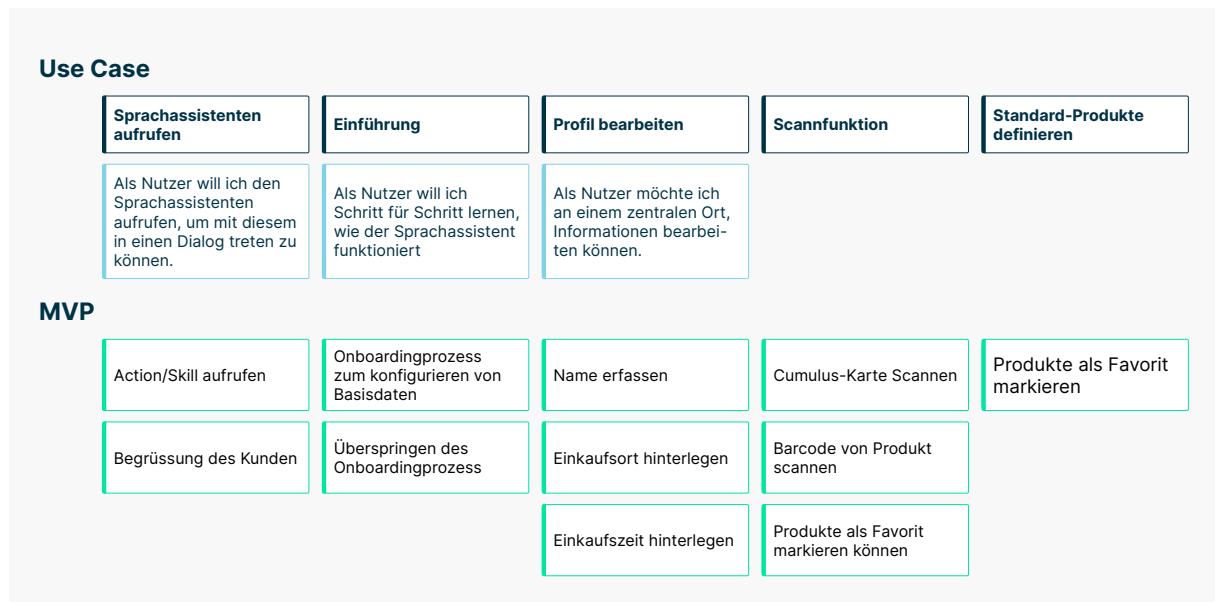 Use Case
Sprachassistenten
aufrufen
Einführung
Profil bearbeiten
Scannfunktion
Standard-Produkte
definieren
Als Nutzer will ich den
Sprachassistenten
aufrufen, um mit diesem
in einen Dialog treten zu
können.
Als Nutzer will ich
Schritt für Schritt lernen,
wie der Sprachassistent
funktioniert
Als Nutzer möchte ich
an einem zentralen Ort,
Informationen bearbei-
ten können.
MVP
Action/Skill aufrufen
Onboardingprozess
zum konfigurieren von
Basisdaten
Name erfassen
Cumulus-Karte Scannen
Produkte als Favorit
markieren
Begrüssung des Kunden
Überspringen des
Onboardingprozess
Einkaufsort hinterlegen
Barcode von Produkt
scannen
Einkaufszeit hinterlegen
Produkte als Favorit
markieren können